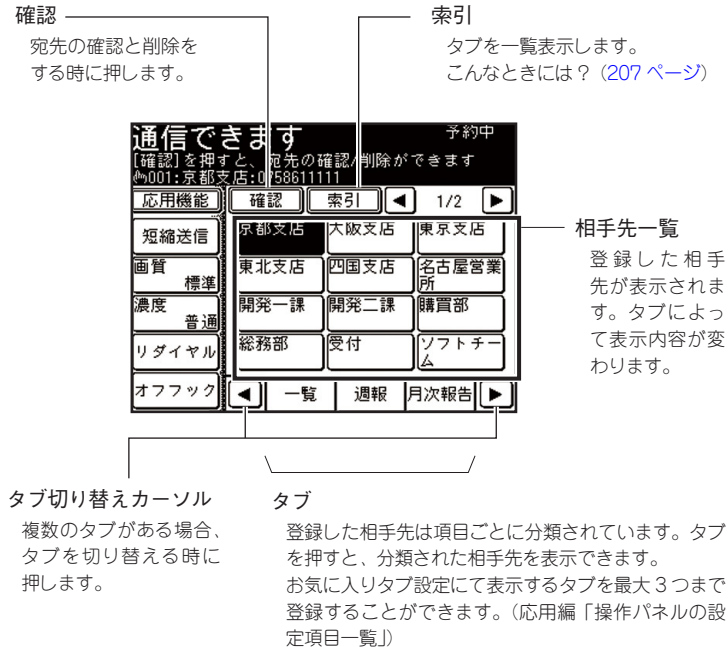 確認
宛先の確認と削除を
する時に押します。
索引
タブを一覧表示します。
こんなときには？（207 ページ）
通信できます
予約中
[確認]を押すと、宛先の確認/削除ができます
001:京都支店:0758611111
応用機能
確認
索引
1/2
短縮送信
京都支店
大阪支店
東京支店
画質
標準
東北支店
四国支店
名古屋営業
所
濃度
普通
開発一課
開発二課
購買部
リダイヤル
総務部
受付
ソフトチー
ム
オフフック
一覧
週報
月次報告
相手先一覧
登録した相手
先が表示されま
す。タブによっ
て表示内容が変
わります。
タブ切り替えカーソル
複数のタブがある場合、
タブを切り替える時に
押します。
タブ
登録した相手先は項目ごとに分類されています。タブ
を押すと、分類された相手先を表示できます。
お気に入りタブ設定にて表示するタブを最大 3 つまで
登録することができます。（応用編「操作パネルの設
定項目一覧」）